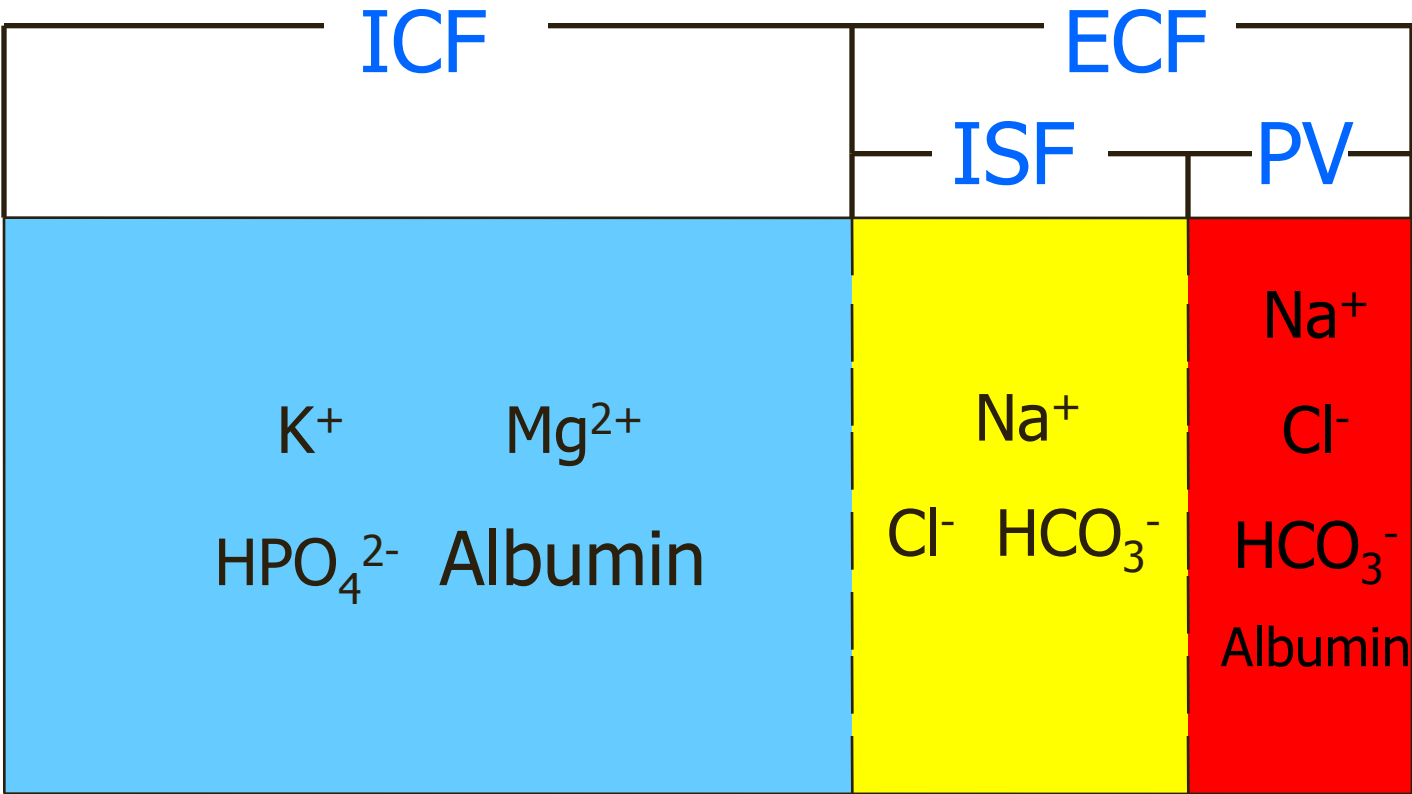 ICF
ECF
ISF
PV
K⁺ Mg²⁺
HPO₄²⁻ Albumin
Na⁺
Cl⁻ HCO₃⁻
Na⁺
Cl⁻
HCO₃⁻
Albumin